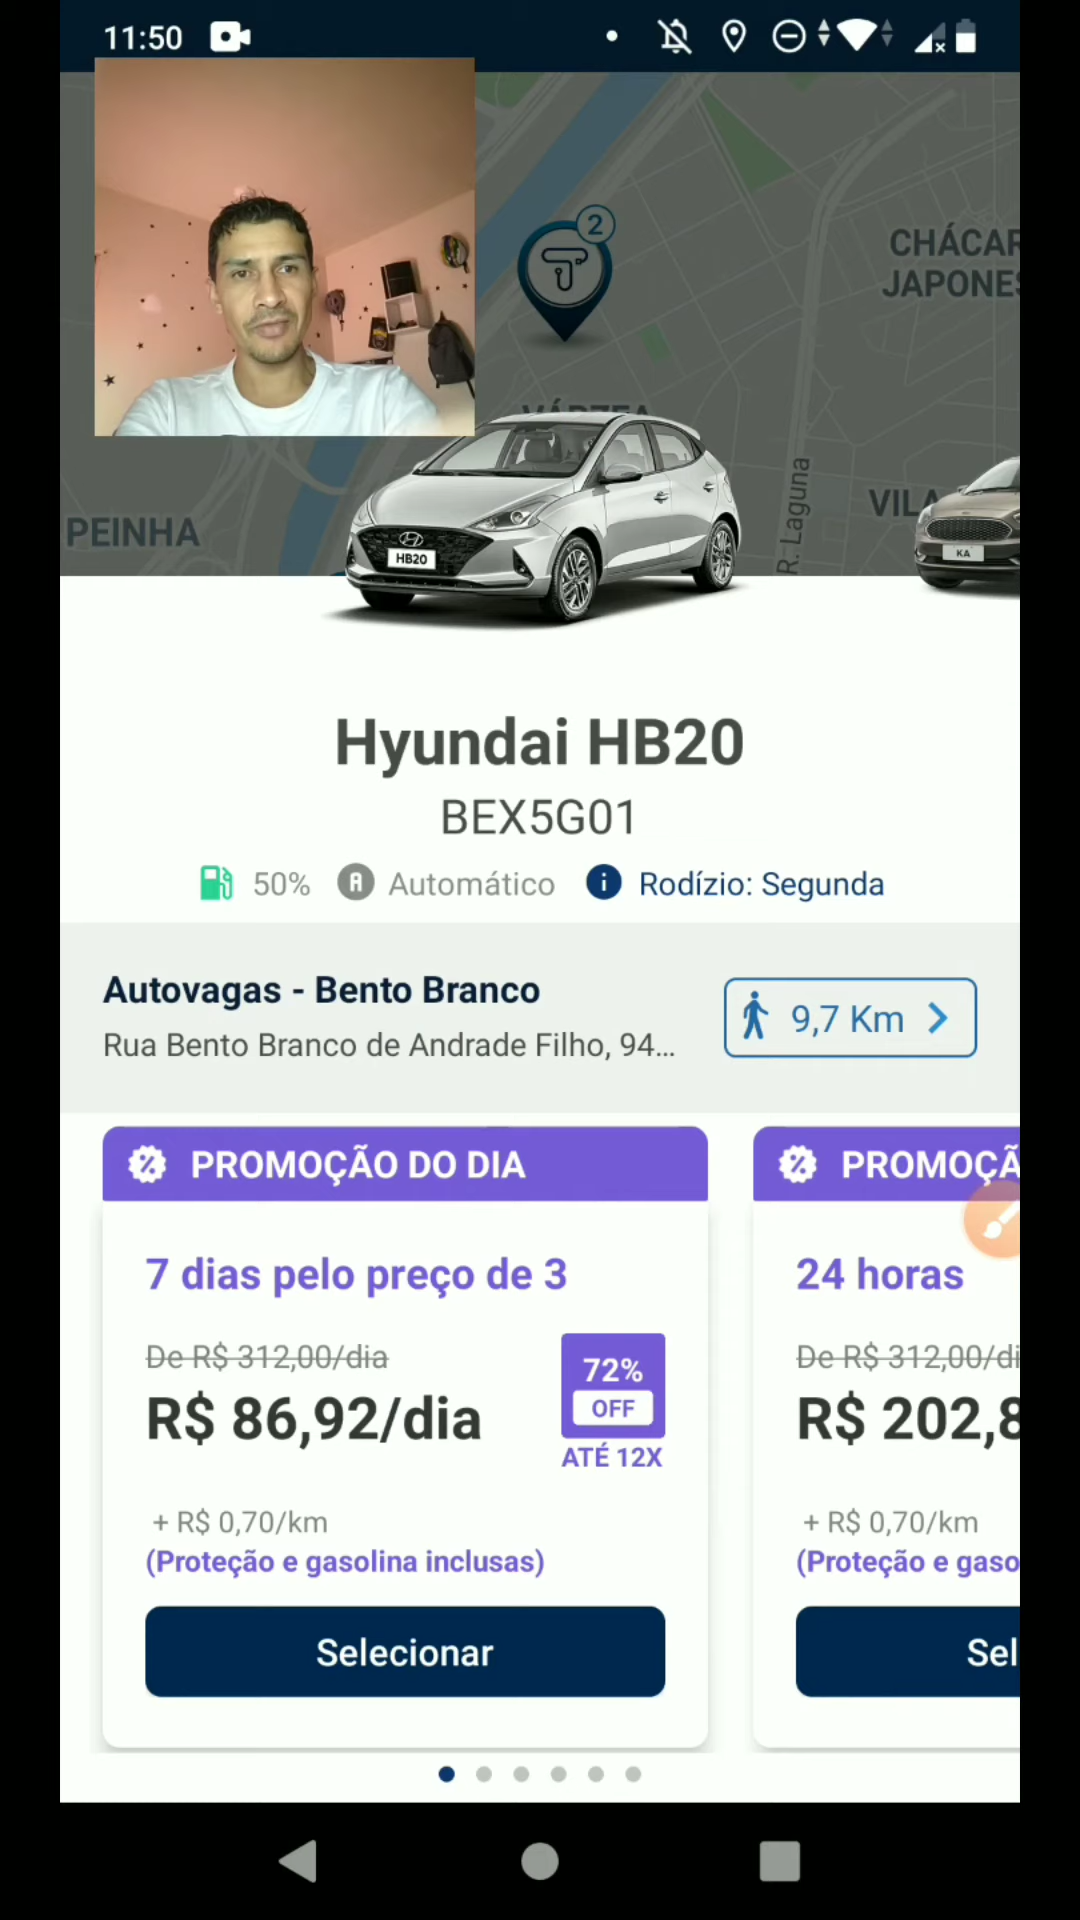 11:50
2
CHÁCAR
JAPONES
VÁRZEA
PEINHA
R. Laguna
VILA
HB20
KA
Hyundai HB20
BEX5G01
50% Automático Rodízio: Segunda
Autovagas - Bento Branco
Rua Bento Branco de Andrade Filho, 94...
9,7 Km
PROMOÇÃO DO DIA
7 dias pelo preço de 3
De R$ 312,00/dia
R$ 86,92/dia
72%
OFF
ATÉ 12X
+ R$ 0,70/km
(Proteção e gasolina inclusas)
Selecionar
PROMOÇÃ
24 horas
De R$ 312,00/di
R$ 202,8
+ R$ 0,70/km
(Proteção e gaso
Sel